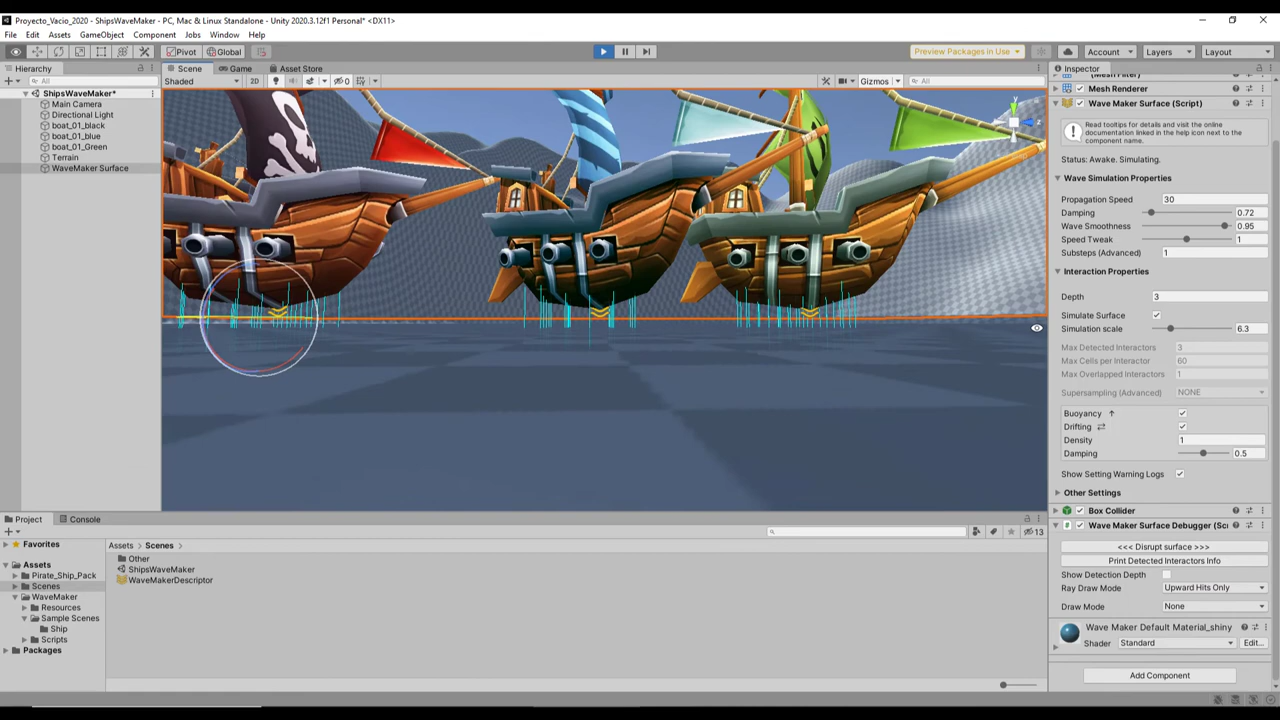 Proyecto_Vacio_2020 - ShipsWaveMaker - PC, Mac & Linux Standalone - Unity 2020.3.12f1 Personal* <DX11>
File Edit Assets GameObject Component Jobs Window Help
Pivot Global Preview Packages in Use Account Layers Layout
Hierarchy
All
ShipsWaveMaker*
Main Camera
Directional Light
boat_01_black
boat_01_blue
boat_01_Green
Terrain
WaveMaker Surface
Scene Game Asset Store
Shaded 2D 0 Gizmos All
y
z
Inspector
(Mesh Filter)
Mesh Renderer
Wave Maker Surface (Script)
Read tooltips for details and visit the online
documentation linked in the help icon next to the
component name.
Status: Awake. Simulating.
Wave Simulation Properties
Propagation Speed 30
Damping 0.72
Wave Smoothness 0.95
Speed Tweak 1
Substeps (Advanced) 1
Interaction Properties
Depth 3
Simulate Surface
Simulation scale 6.3
Max Detected Interactors 3
Max Cells per Interactor 60
Max Overlapped Interactors 1
Supersampling (Advanced) NONE
Buoyancy
Drifting
Density 1
Damping 0.5
Show Setting Warning Logs
Other Settings
Box Collider
Wave Maker Surface Debugger (Scr
<<< Disrupt surface >>>
Print Detected Interactors Info
Show Detection Depth
Ray Draw Mode Upward Hits Only
Draw Mode None
Wave Maker Default Material_shiny
Shader Standard Edit...
Add Component
Project Console
13
Favorites
Assets
Pirate_Ship_Pack
Scenes
WaveMaker
Resources
Sample Scenes
Ship
Scripts
Packages
Assets Scenes
Other
ShipsWaveMaker
WaveMakerDescriptor